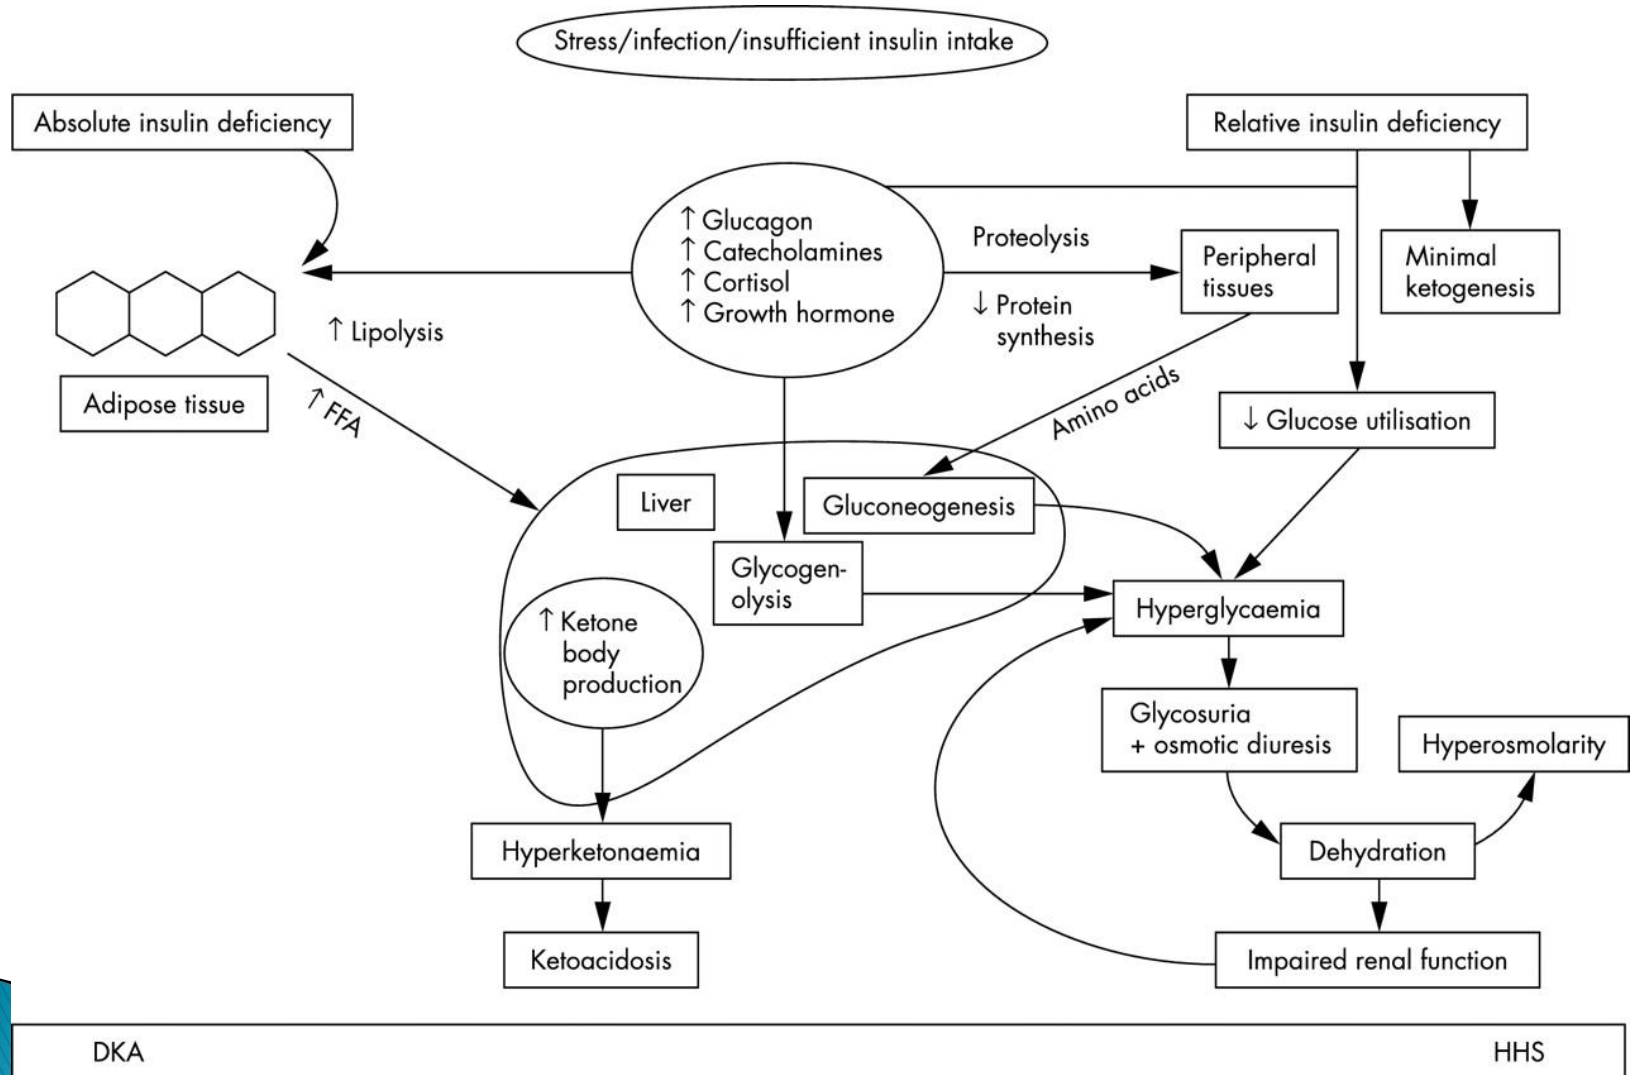 Stress/infection/insufficient insulin intake
Absolute insulin deficiency
Relative insulin deficiency
↑ Glucagon
↑ Catecholamines
↑ Cortisol
↑ Growth hormone
Proteolysis
↓ Protein
synthesis
Peripheral
tissues
Minimal
ketogenesis
↑ Lipolysis
Adipose tissue
↑ FFA
Amino acids
↓ Glucose utilisation
Liver
Gluconeogenesis
Glycogen-
olysis
Hyperglycaemia
↑ Ketone
body
production
Glycosuria
+ osmotic diuresis
Hyperosmolarity
Hyperketonaemia
Dehydration
Ketoacidosis
Impaired renal function
DKA
HHS